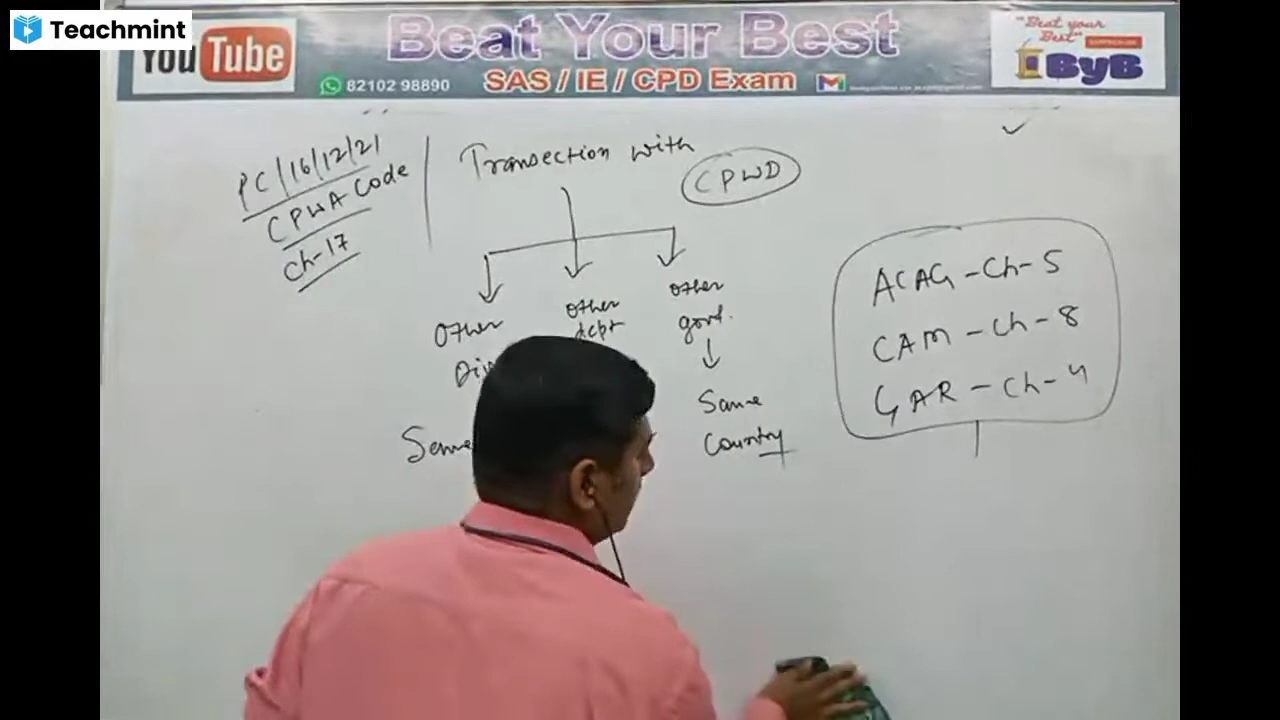 Teachmint
YouTube
Beat Your Best
SAS / IE / CPD Exam
82102 98890
"Beat your
Best"
ByB
PC/16/12/21
CPWA Code
Ch-17
Transection with
CPWD
Other
Other
dept
Other
govt.
Same
Country
ACAG - Ch - 5
CAM - Ch - 8
GAR - Ch - 4